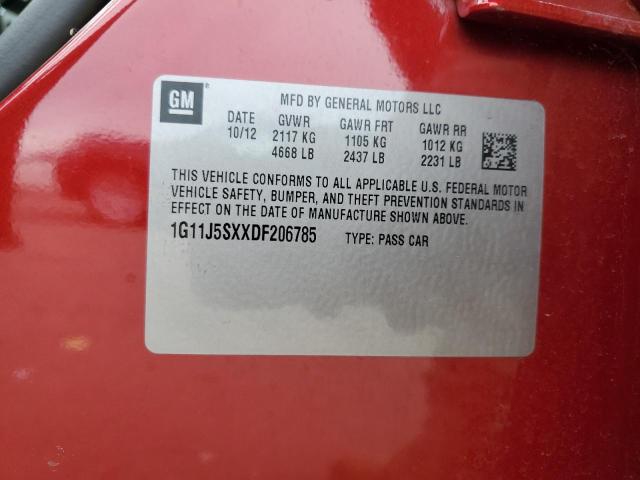 GM
MFD BY GENERAL MOTORS LLC
DATE GVWR GAWR FRT GAWR RR
10/12 2117 KG 1105 KG 1012 KG
4668 LB 2437 LB 2231 LB
THIS VEHICLE CONFORMS TO ALL APPLICABLE U.S. FEDERAL MOTOR
VEHICLE SAFETY, BUMPER, AND THEFT PREVENTION STANDARDS IN
EFFECT ON THE DATE OF MANUFACTURE SHOWN ABOVE.
1G11J5SXXDF206785 TYPE: PASS CAR